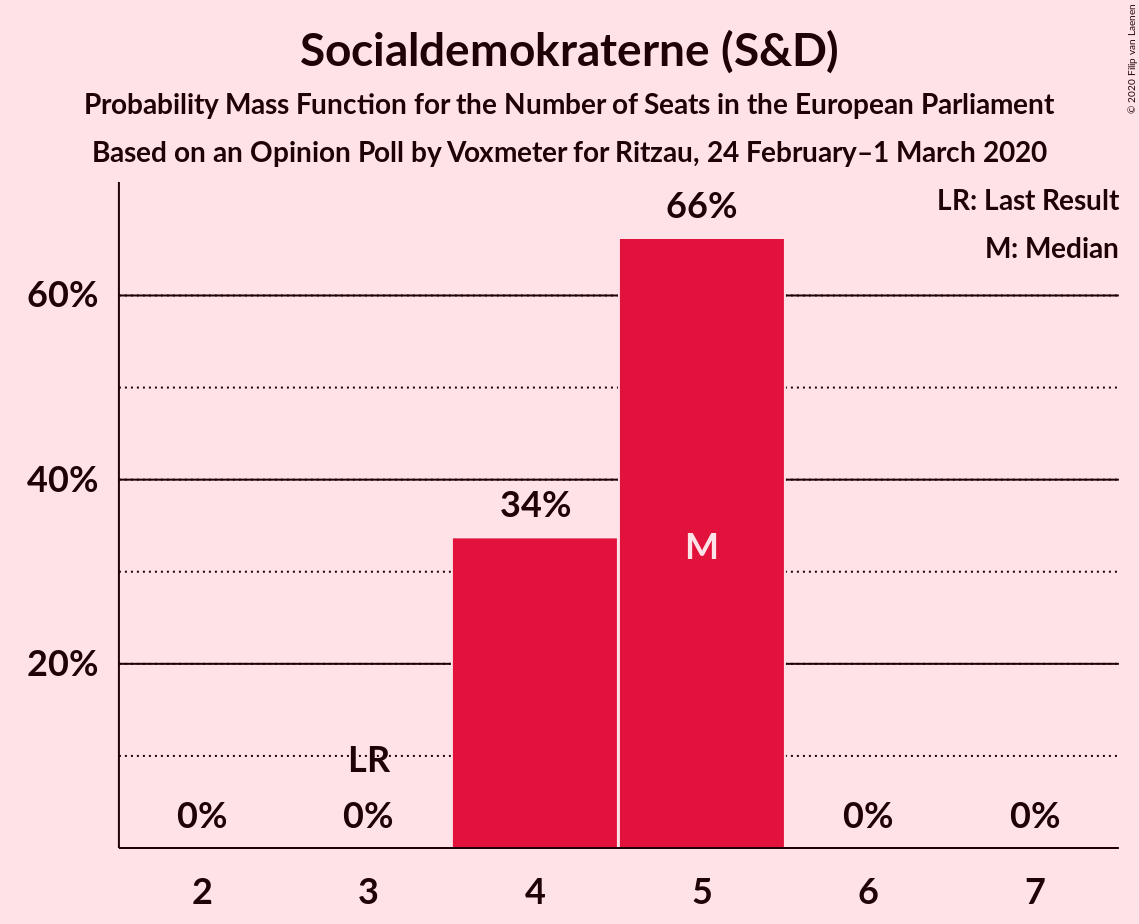 Socialdemokraterne (S&D)
Probability Mass Function for the Number of Seats in the European Parliament
Based on an Opinion Poll by Voxmeter for Ritzau, 24 February–1 March 2020
© 2020 Filip van Laenen
LR: Last Result
M: Median
66%
60%
40%
34%
M
20%
LR
0%
0%
0%
0%
2
3
4
5
6
7